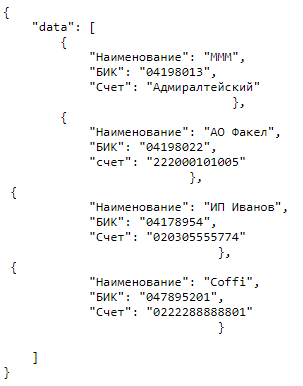 {
"data": [
{
"Наименование": "МММ",
"БИК": "04198013",
"Счет": "Адмиралтейский"
},
{
"Наименование": "АО Факел",
"БИК": "04198022",
"счет": "222000101005"
},
{
"Наименование": "ИП Иванов",
"БИК": "04178954",
"Счет": "020305555774"
},
{
"Наименование": "Coffi",
"БИК": "047895201",
"Счет": "0222288888801"
}
]
}